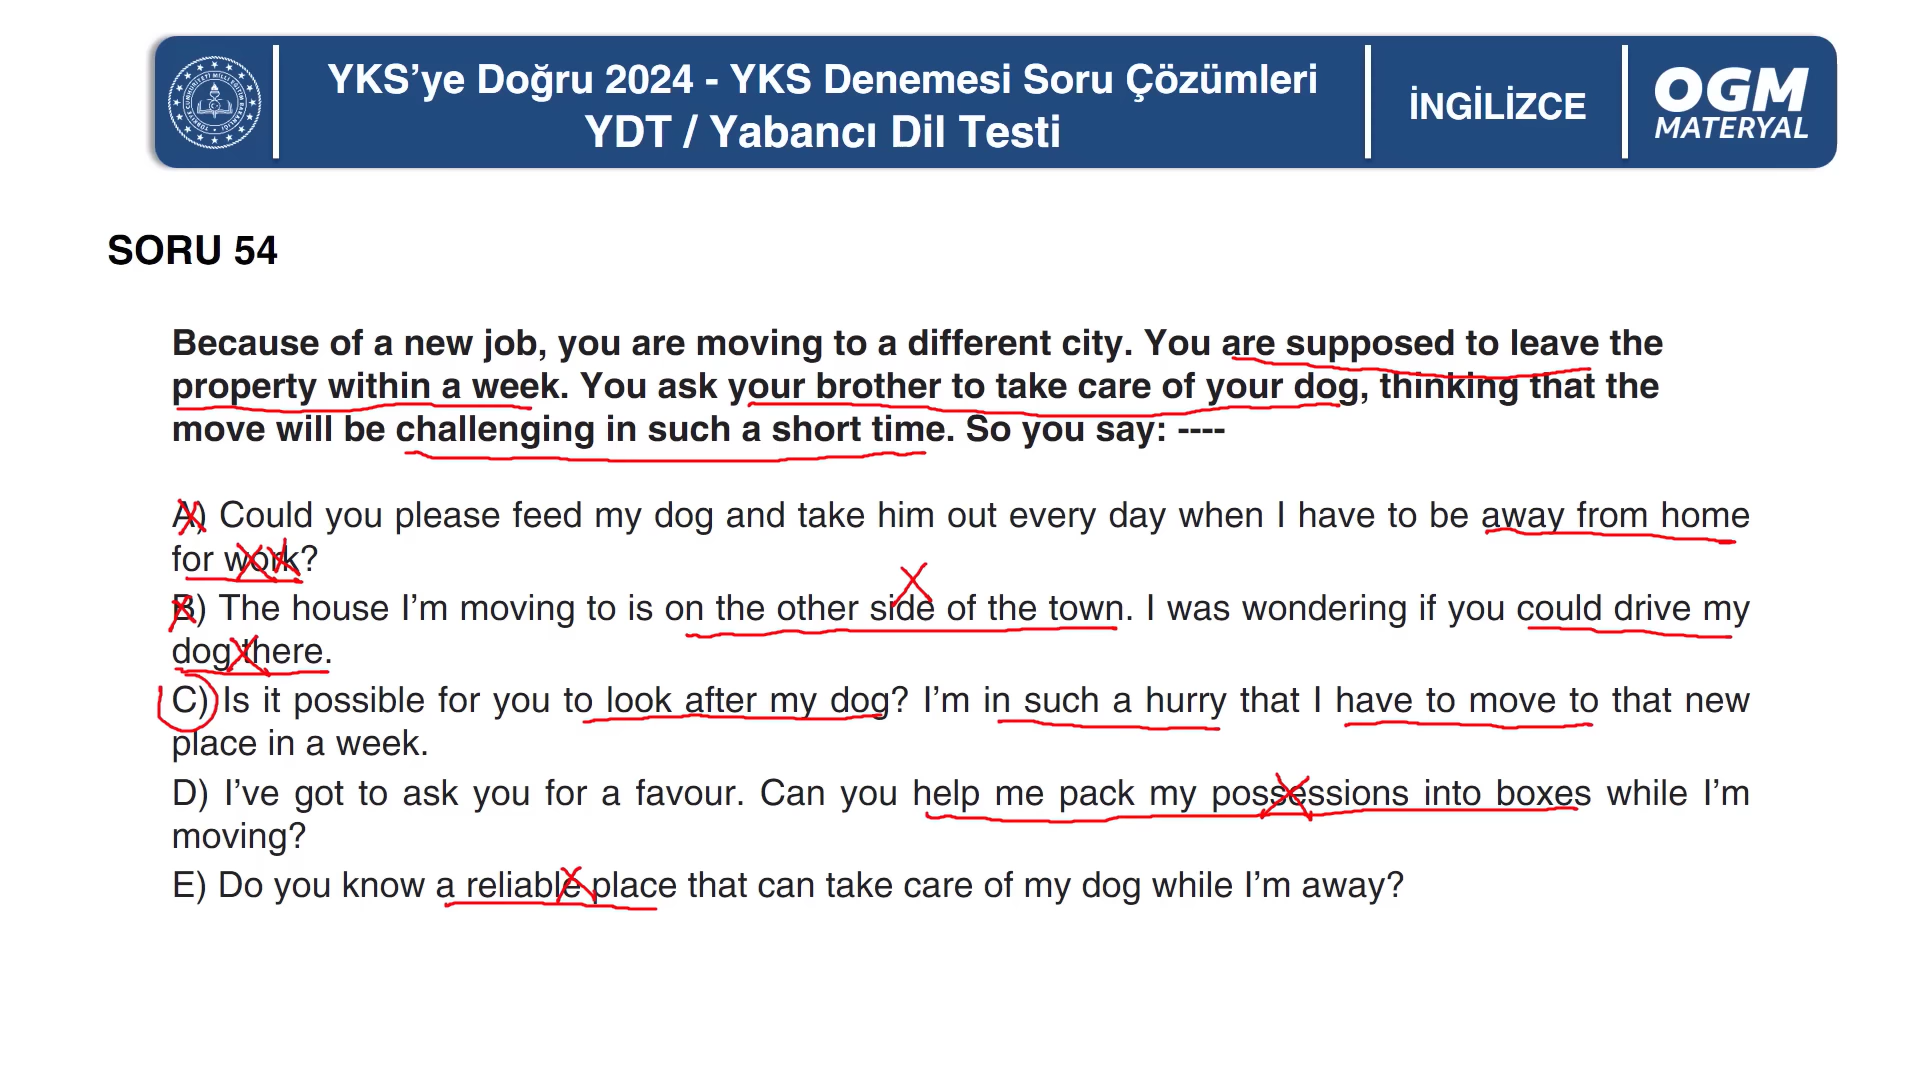 YKS'ye Doğru 2024 - YKS Denemesi Soru Çözümleri
YDT / Yabancı Dil Testi
İNGİLİZCE
OGM
MATERYAL
SORU 54
Because of a new job, you are moving to a different city. You are supposed to leave the
property within a week. You ask your brother to take care of your dog, thinking that the
move will be challenging in such a short time. So you say: ----
A) Could you please feed my dog and take him out every day when I have to be away from home
for work?
B) The house I'm moving to is on the other side of the town. I was wondering if you could drive my
dog there.
C) Is it possible for you to look after my dog? I'm in such a hurry that I have to move to that new
place in a week.
D) I've got to ask you for a favour. Can you help me pack my possessions into boxes while I'm
moving?
E) Do you know a reliable place that can take care of my dog while I'm away?